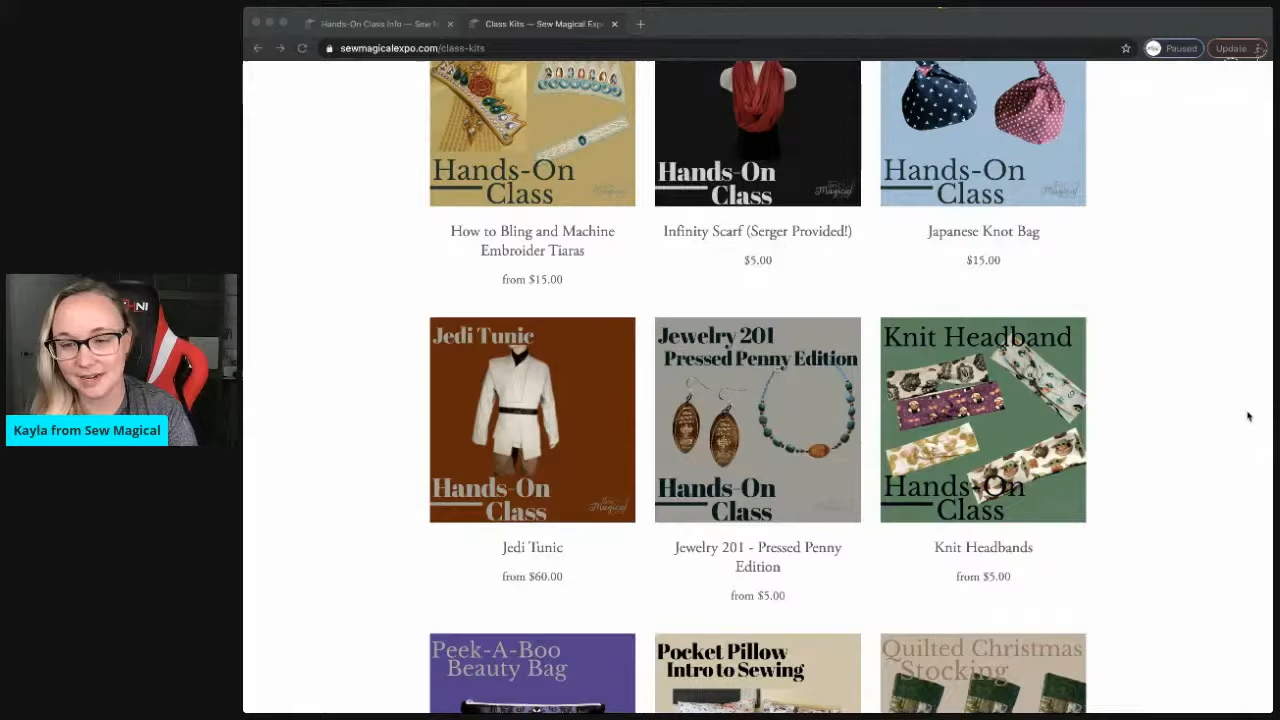 Hands-On Class Info — Sew M
Class Kits — Sew Magical Exp
sewmagicalexpo.com/class-kits
Paused
Update
Hands-On
Class
Hands-On
Class
Magical
Hands-On
Class
How to Bling and Machine
Embroider Tiaras
from $15.00
Infinity Scarf (Serger Provided!)
$5.00
Japanese Knot Bag
$15.00
Jedi Tunic
Hands-On
Class
Jewelry 201
Pressed Penny Edition
Hands-On
Class
Knit Headband
Hands-On
Class
Jedi Tunic
from $60.00
Jewelry 201 - Pressed Penny
Edition
from $5.00
Knit Headbands
from $5.00
Peek-A-Boo
Beauty Bag
Pocket Pillow
Intro to Sewing
Quilted Christmas
Stocking
HNI
Kayla from Sew Magical